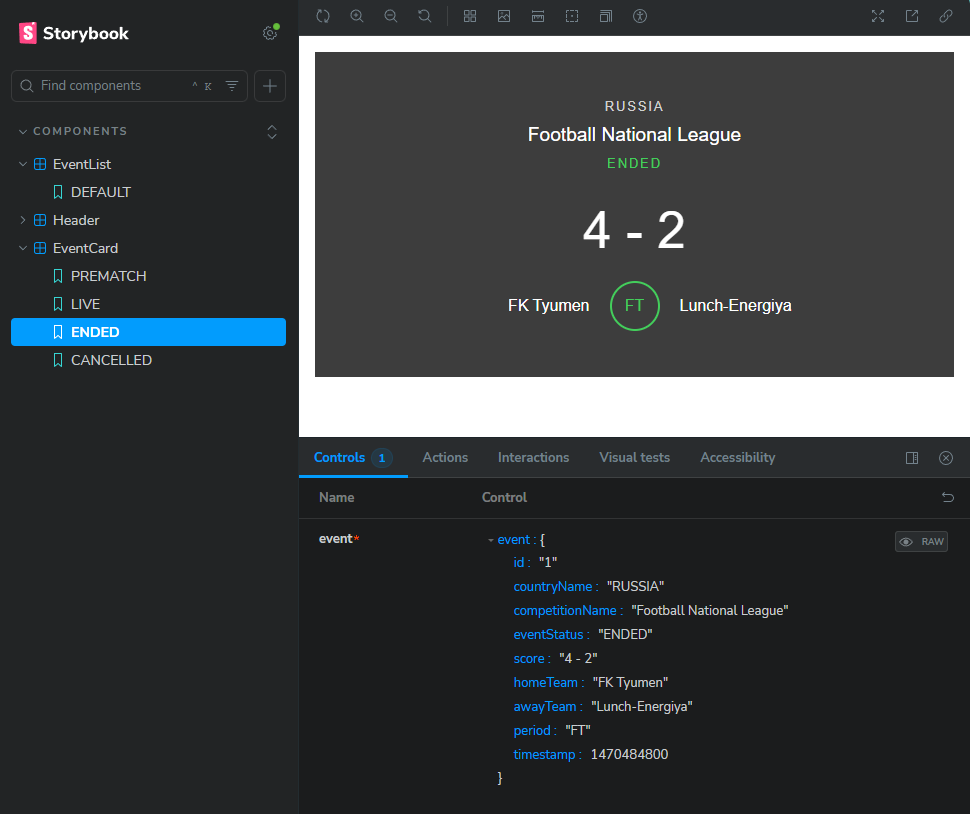 Storybook
Find components ^ K
COMPONENTS
EventList
DEFAULT
Header
EventCard
PREMATCH
LIVE
ENDED
CANCELLED
RUSSIA
Football National League
ENDED
4 - 2
FK Tyumen FT Lunch-Energiya
Controls 1 Actions Interactions Visual tests Accessibility
Name Control
event* event : {
RAW
id : "1"
countryName : "RUSSIA"
competitionName : "Football National League"
eventStatus : "ENDED"
score : "4 - 2"
homeTeam : "FK Tyumen"
awayTeam : "Lunch-Energiya"
period : "FT"
timestamp : 1470484800
}